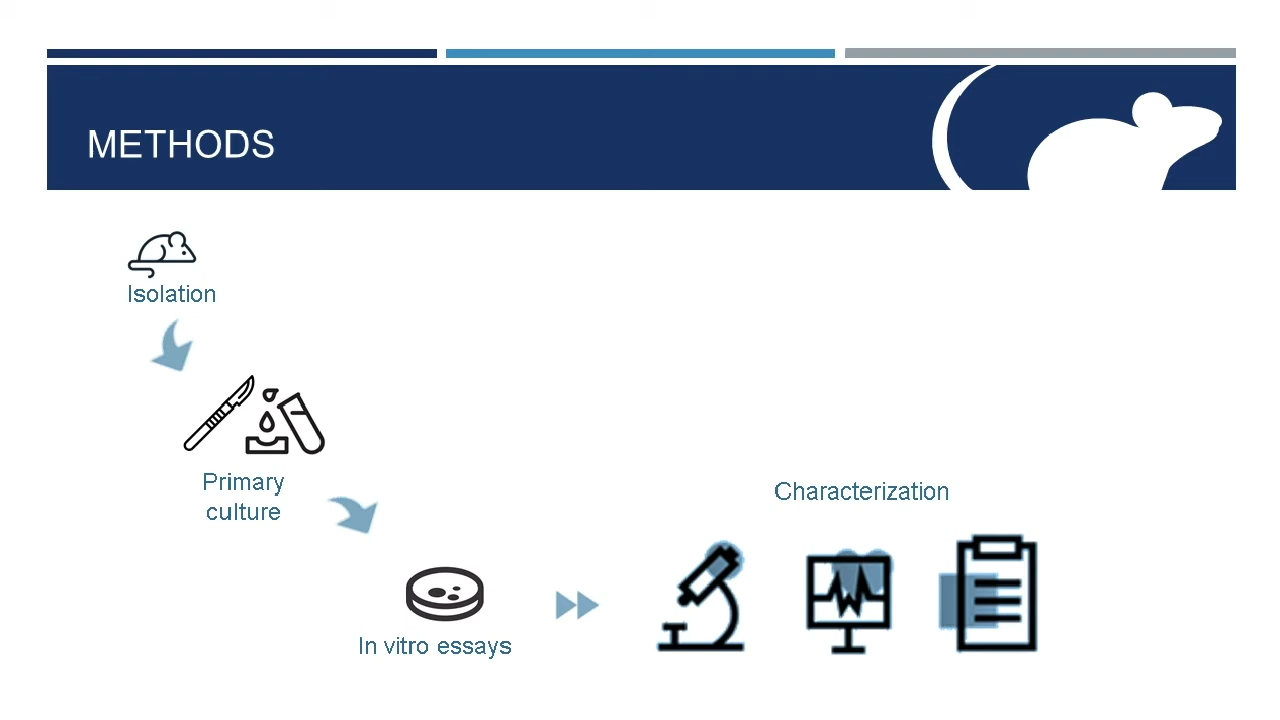 METHODS
Isolation
Primary
culture
Characterization
In vitro essays